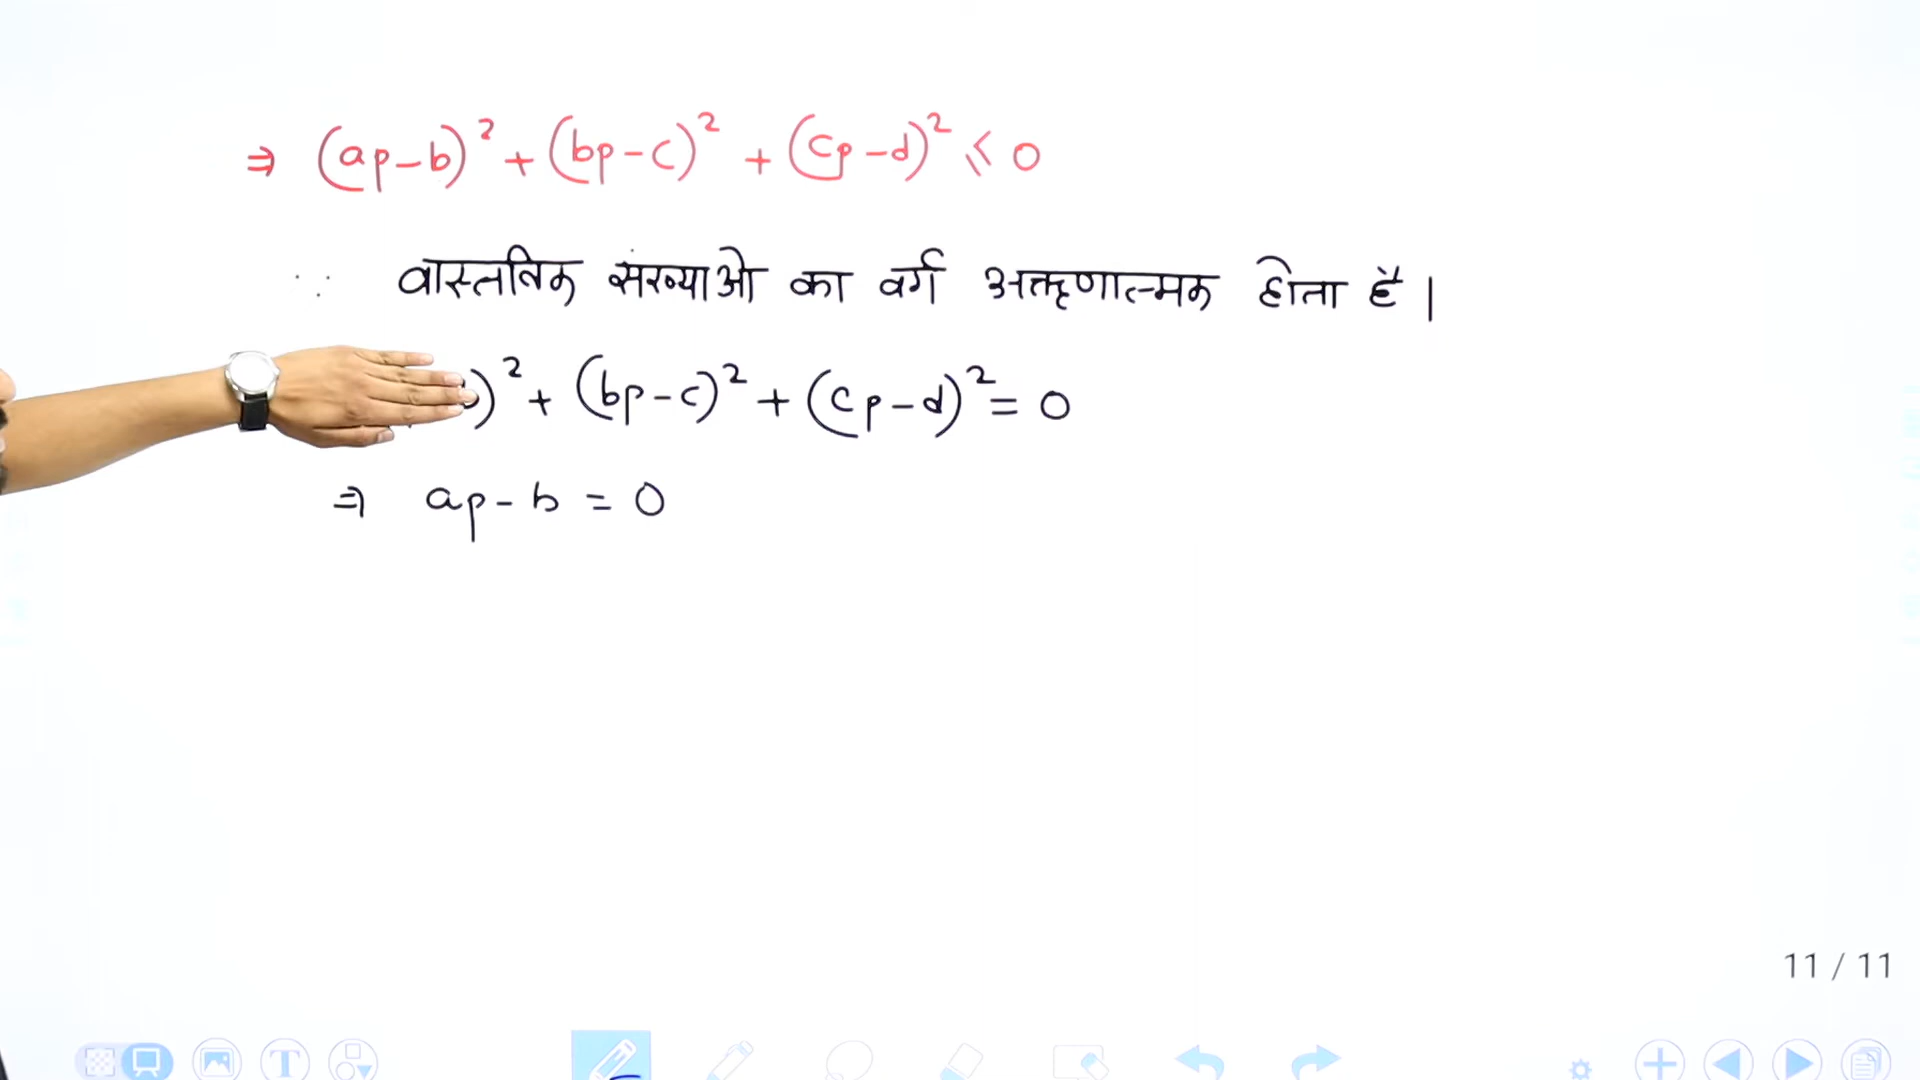 ⇒ (ap-b)² + (bp-c)² + (cp-d)² ≤ 0
∵ वास्तविक संख्याओ का वर्ग अऋणात्मक होता है।
)² + (bp-c)² + (cp-d)² = 0
⇒ ap-b = 0
11 / 11
T